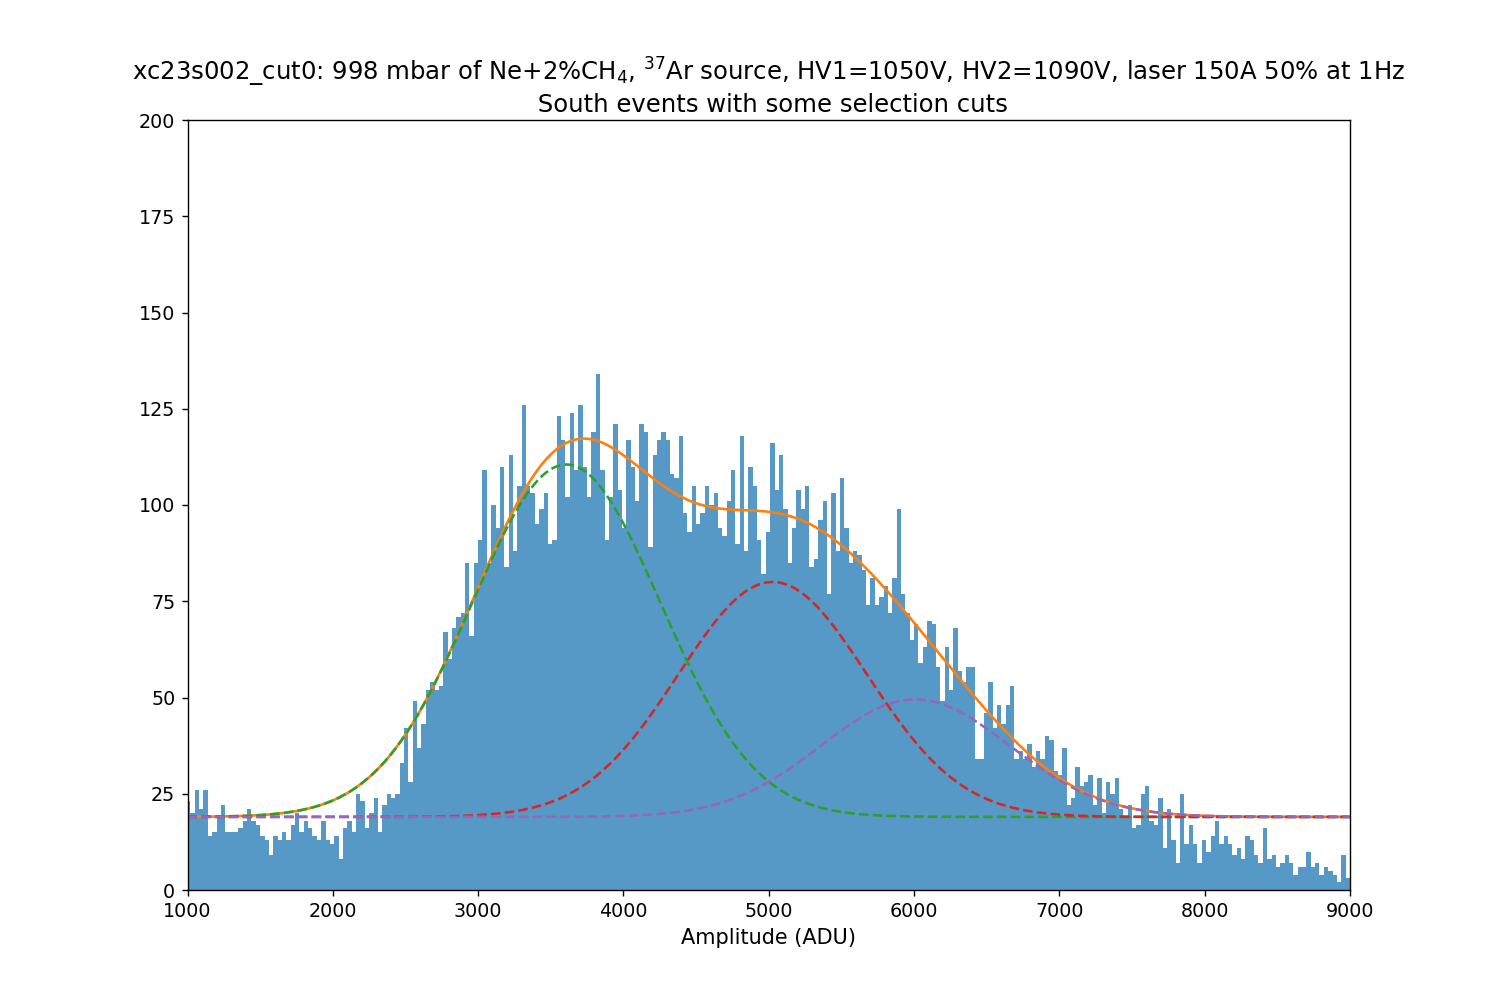 xc23s002_cut0: 998 mbar of Ne+2%CH₄, ³⁷Ar source, HV1=1050V, HV2=1090V, laser 150A 50% at 1Hz
South events with some selection cuts
200
175
150
125
100
75
50
25
0
1000 2000 3000 4000 5000 6000 7000 8000 9000
Amplitude (ADU)